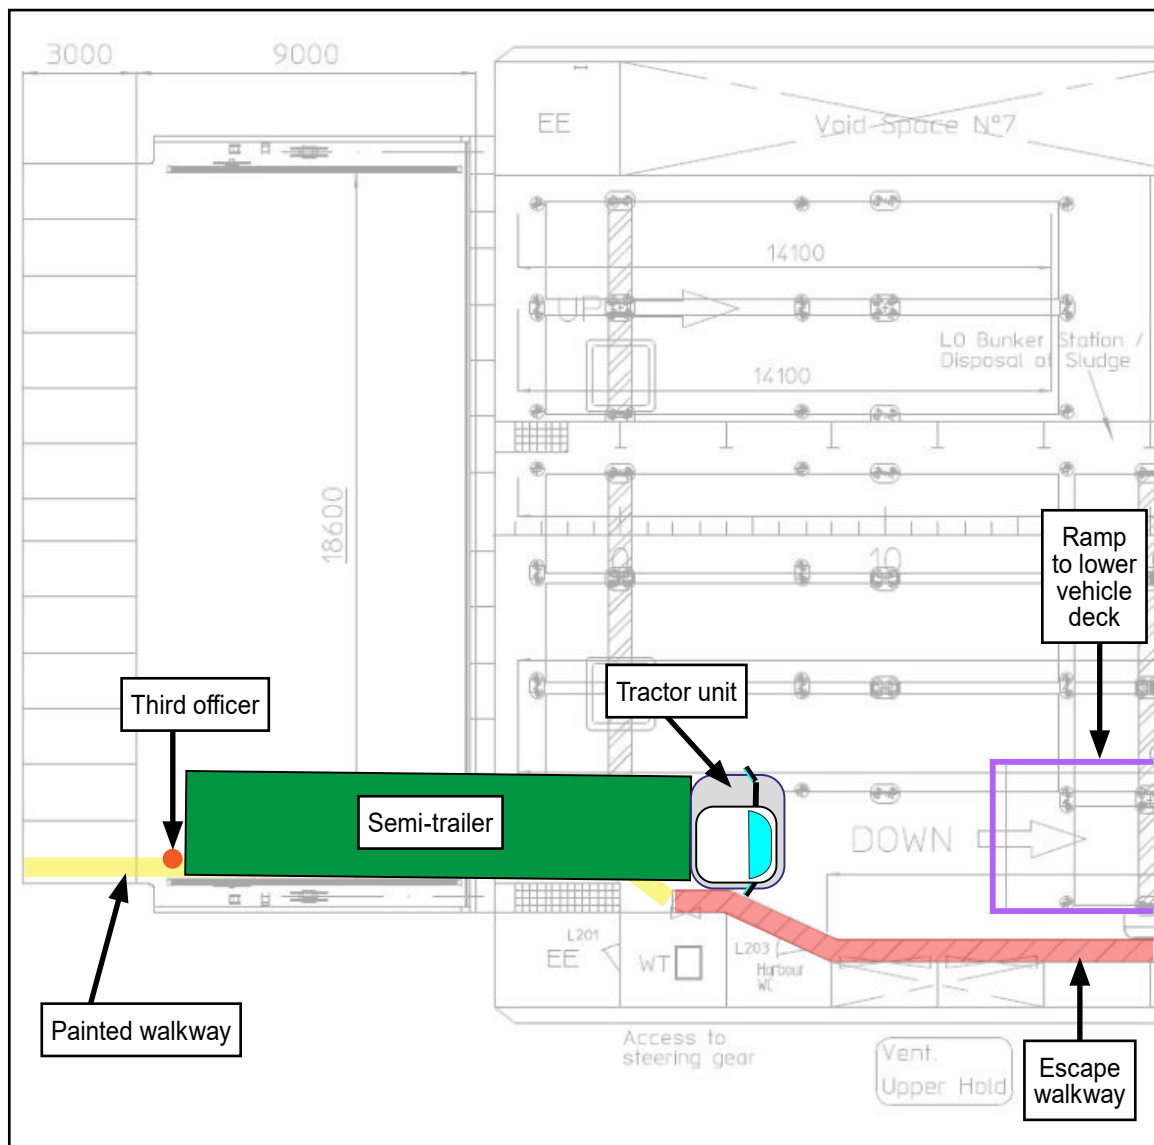 3000
9000
EE
Void Space N°7
14100
UP
LO Bunker Station /
Disposal of Sludge
14100
18600
0
10
Ramp
to lower
vehicle
deck
Third officer
Tractor unit
Semi-trailer
DOWN
L201
EE
WT
L203
Harbour
WC
Painted walkway
Access to
steering gear
Vent.
Upper Hold
Escape
walkway